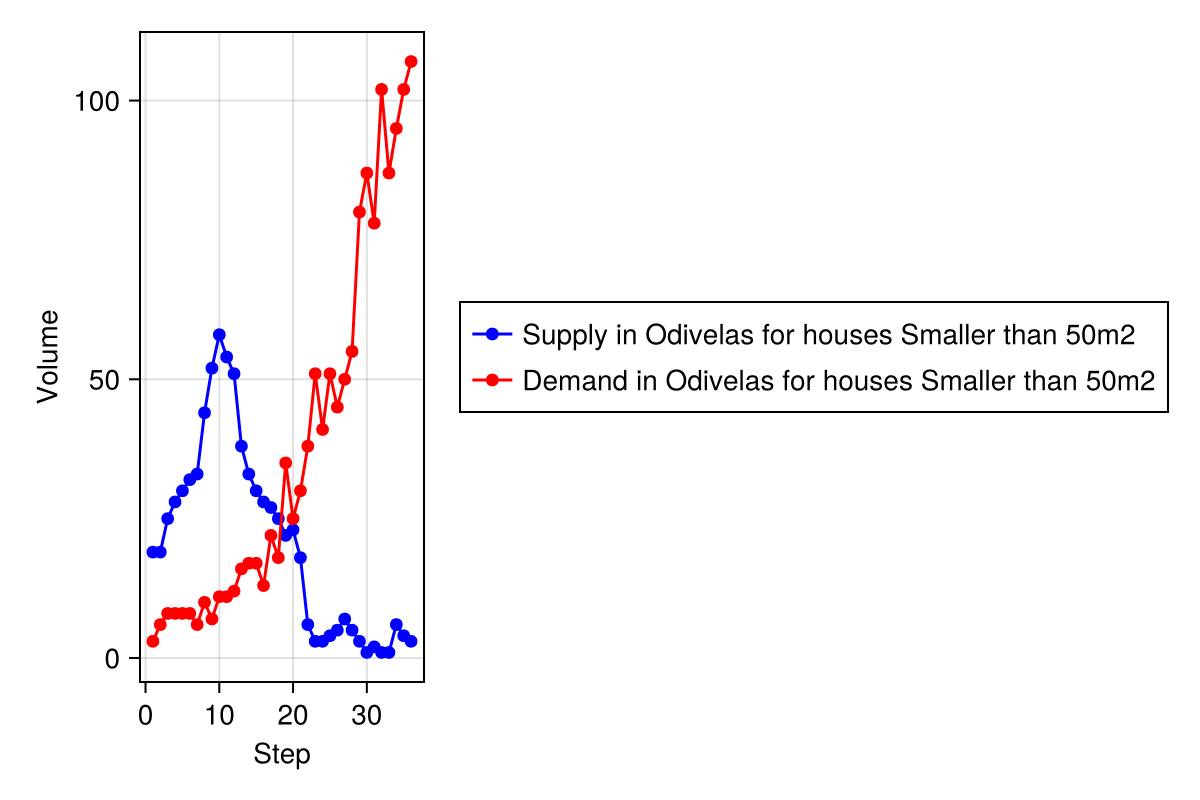 Volume
100
50
0
0 10 20 30
Step
Supply in Odivelas for houses Smaller than 50m2
Demand in Odivelas for houses Smaller than 50m2